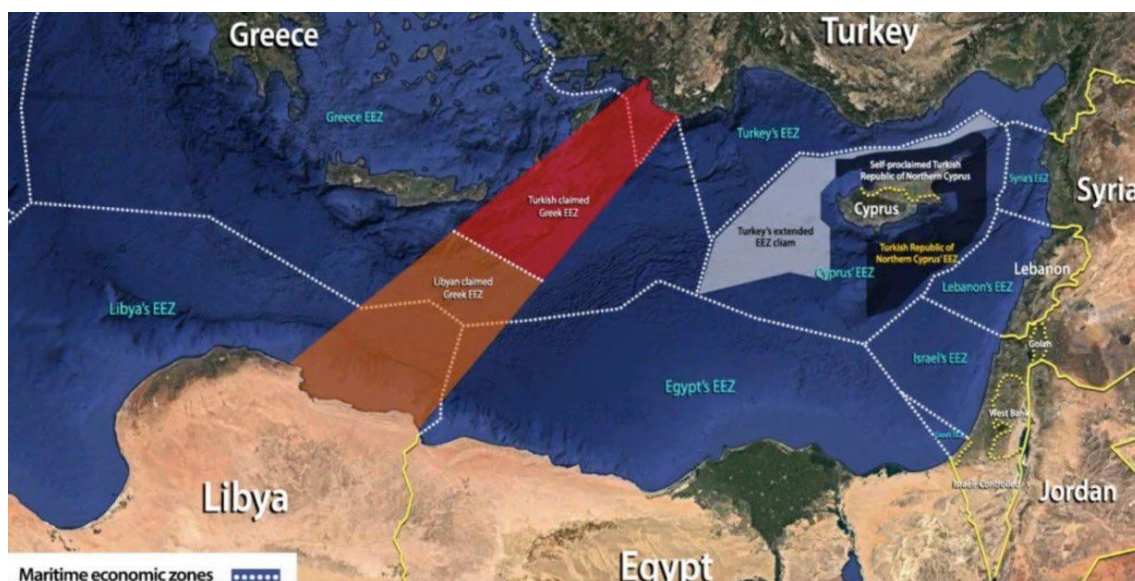 Greece
Turkey
Greece EEZ
Turkey's EEZ
Self-proclaimed Turkish
Republic of Northern Cyprus
Syria's EEZ
Syria
Turkish claimed
Greek EEZ
Cyprus
Turkey's extended
EEZ cliam
Turkish Republic of
Northern Cyprus' EEZ
Cyprus' EEZ
Lebanon
Libyan claimed
Greek EEZ
Lebanon's EEZ
Libya's EEZ
Golan
Israel's EEZ
Egypt's EEZ
West Bank
Israeli Controlled
Jordan
Libya
Egypt
Maritime economic zones